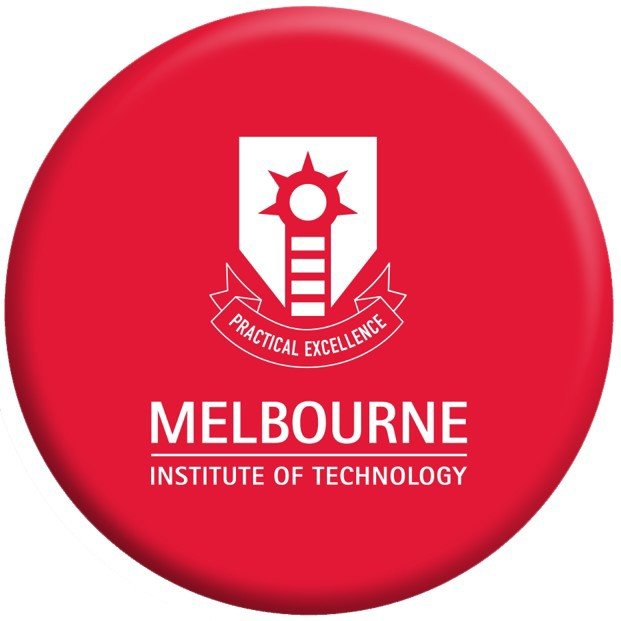 PRACTICAL EXCELLENCE
MELBOURNE
INSTITUTE OF TECHNOLOGY